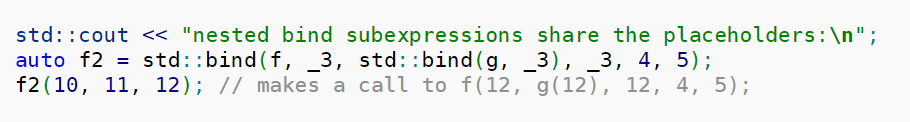 std::cout << "nested bind subexpressions share the placeholders:\n";
auto f2 = std::bind(f, _3, std::bind(g, _3), _3, 4, 5);
f2(10, 11, 12); // makes a call to f(12, g(12), 12, 4, 5);